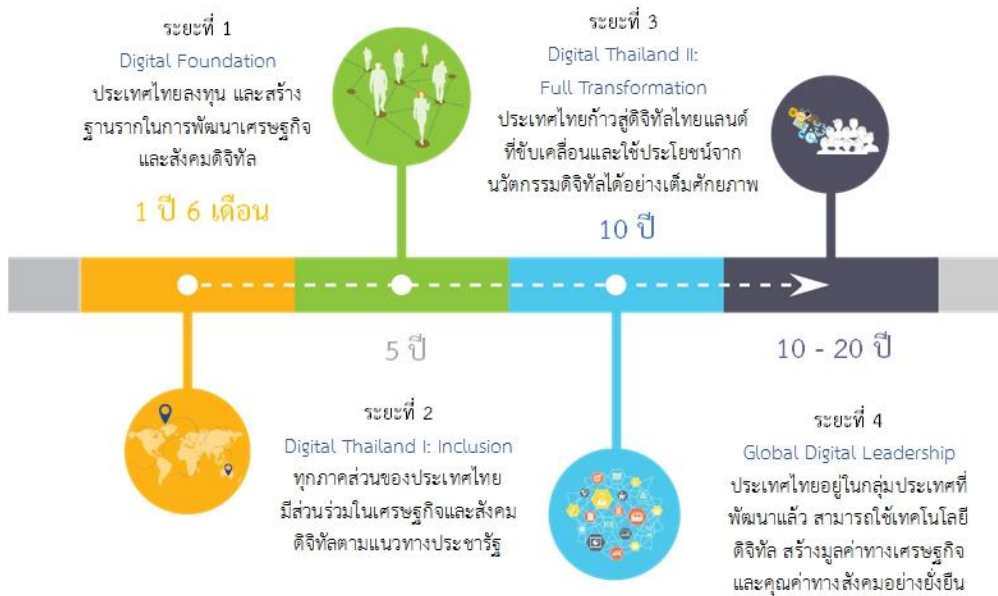 ระยะที่ 1
Digital Foundation
ประเทศไทยลงทุน และสร้าง
ฐานรากในการพัฒนาเศรษฐกิจ
และสังคมดิจิทัล
1 ปี 6 เดือน
5 ปี
ระยะที่ 2
Digital Thailand I: Inclusion
ทุกภาคส่วนของประเทศไทย
มีส่วนร่วมในเศรษฐกิจและสังคม
ดิจิทัลตามแนวทางประชารัฐ
ระยะที่ 3
Digital Thailand II:
Full Transformation
ประเทศไทยก้าวสู่ดิจิทัลไทยแลนด์
ที่ขับเคลื่อนและใช้ประโยชน์จาก
นวัตกรรมดิจิทัลได้อย่างเต็มศักยภาพ
10 ปี
10 - 20 ปี
ระยะที่ 4
Global Digital Leadership
ประเทศไทยอยู่ในกลุ่มประเทศที่
พัฒนาแล้ว สามารถใช้เทคโนโลยี
ดิจิทัล สร้างมูลค่าทางเศรษฐกิจ
และคุณค่าทางสังคมอย่างยั่งยืน